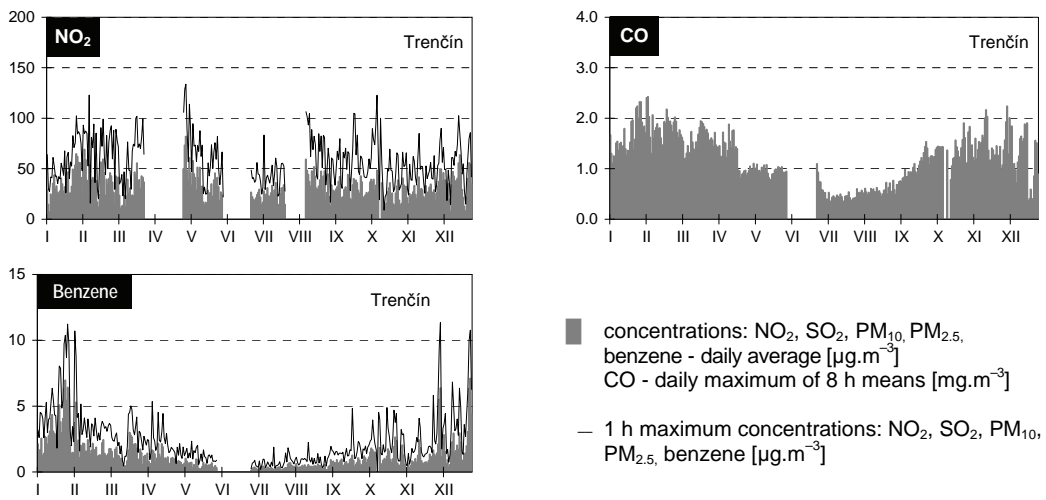 NO₂
Trenčín
200
150
100
50
0
I II III IV V VI VII VIII IX X XI XII
CO
Trenčín
4.0
3.0
2.0
1.0
0.0
I II III IV V VI VII VIII IX X XI XII
Benzene
Trenčín
15
10
5
0
I II III IV V VI VII VIII IX X XI XII
concentrations: NO₂, SO₂, PM₁₀, PM₂.₅,
benzene - daily average [µg.m⁻³]
CO - daily maximum of 8 h means [mg.m⁻³]
1 h maximum concentrations: NO₂, SO₂, PM₁₀,
PM₂.₅, benzene [µg.m⁻³]